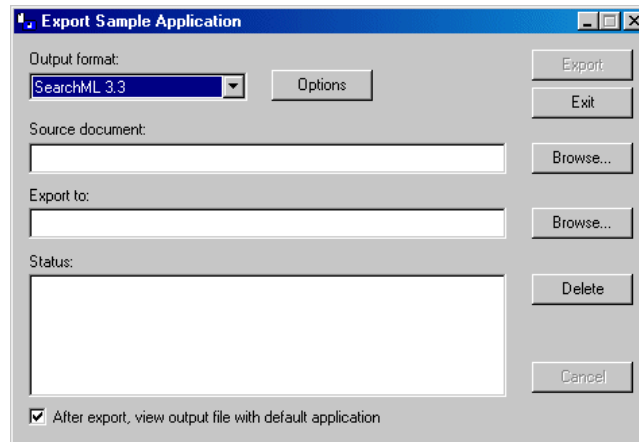 Export Sample Application
Output format:
SearchML 3.3
Options
Export
Exit
Source document:
Browse...
Export to:
Browse...
Status:
Delete
Cancel
After export, view output file with default application